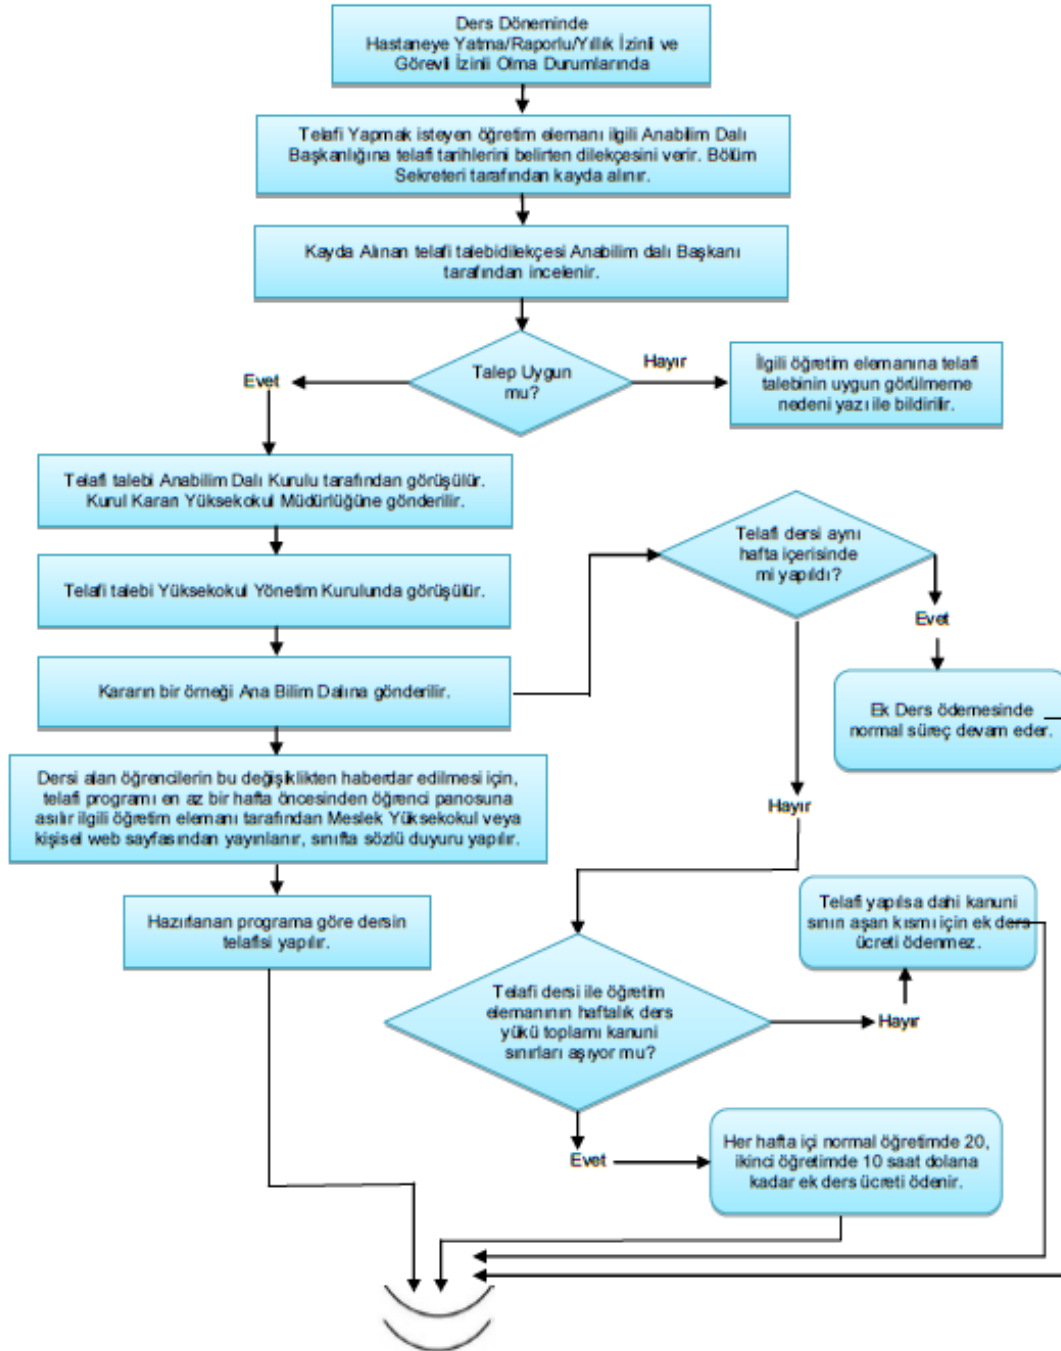 Ders Döneminde
Hastaneye Yatma/Raporlu/Yıllık İzinli ve
Görevli İzinli Olma Durumlarında
Telafi Yapmak isteyen öğretim elemanı ilgili Anabilim Dalı
Başkanlığına telafi tarihlerini belirten dilekçesini verir. Bölüm
Sekreteri tarafından kayda alınır.
Kayda Alınan telafi talebidilekçesi Anabilim dalı Başkanı
tarafından incelenir.
Talep Uygun
mu?
Evet
Hayır
İlgili öğretim elemanına telafi
talebinin uygun görülmeme
nedeni yazı ile bildirilir.
Telafi talebi Anabilim Dalı Kurulu tarafından görüşülür.
Kurul Kararı Yüksekokul Müdürlüğüne gönderilir.
Telafi dersi aynı
hafta içerisinde
mi yapıldı?
Telafi talebi Yüksekokul Yönetim Kurulunda görüşülür.
Evet
Kararın bir örneği Ana Bilim Dalına gönderilir.
Ek Ders ödemesinde
normal süreç devam eder.
Dersi alan öğrencilerin bu değişiklikten haberdar edilmesi için,
telafi programı en az bir hafta öncesinden öğrenci panosuna
asılır ilgili öğretim elemanı tarafından Meslek Yüksekokul veya
kişisel web sayfasından yayınlanır, sınıfta sözlü duyuru yapılır.
Hayır
Hazırlanan programa göre dersin
telafisi yapılır.
Telafi yapılsa dahi kanuni
sınırı aşan kısmı için ek ders
ücreti ödenmez.
Telafi dersi ile öğretim
elemanının haftalık ders
yükü toplamı kanuni
sınırları aşıyor mu?
Hayır
Evet
Her hafta içi normal öğretimde 20,
ikinci öğretimde 10 saat dolana
kadar ek ders ücreti ödenir.